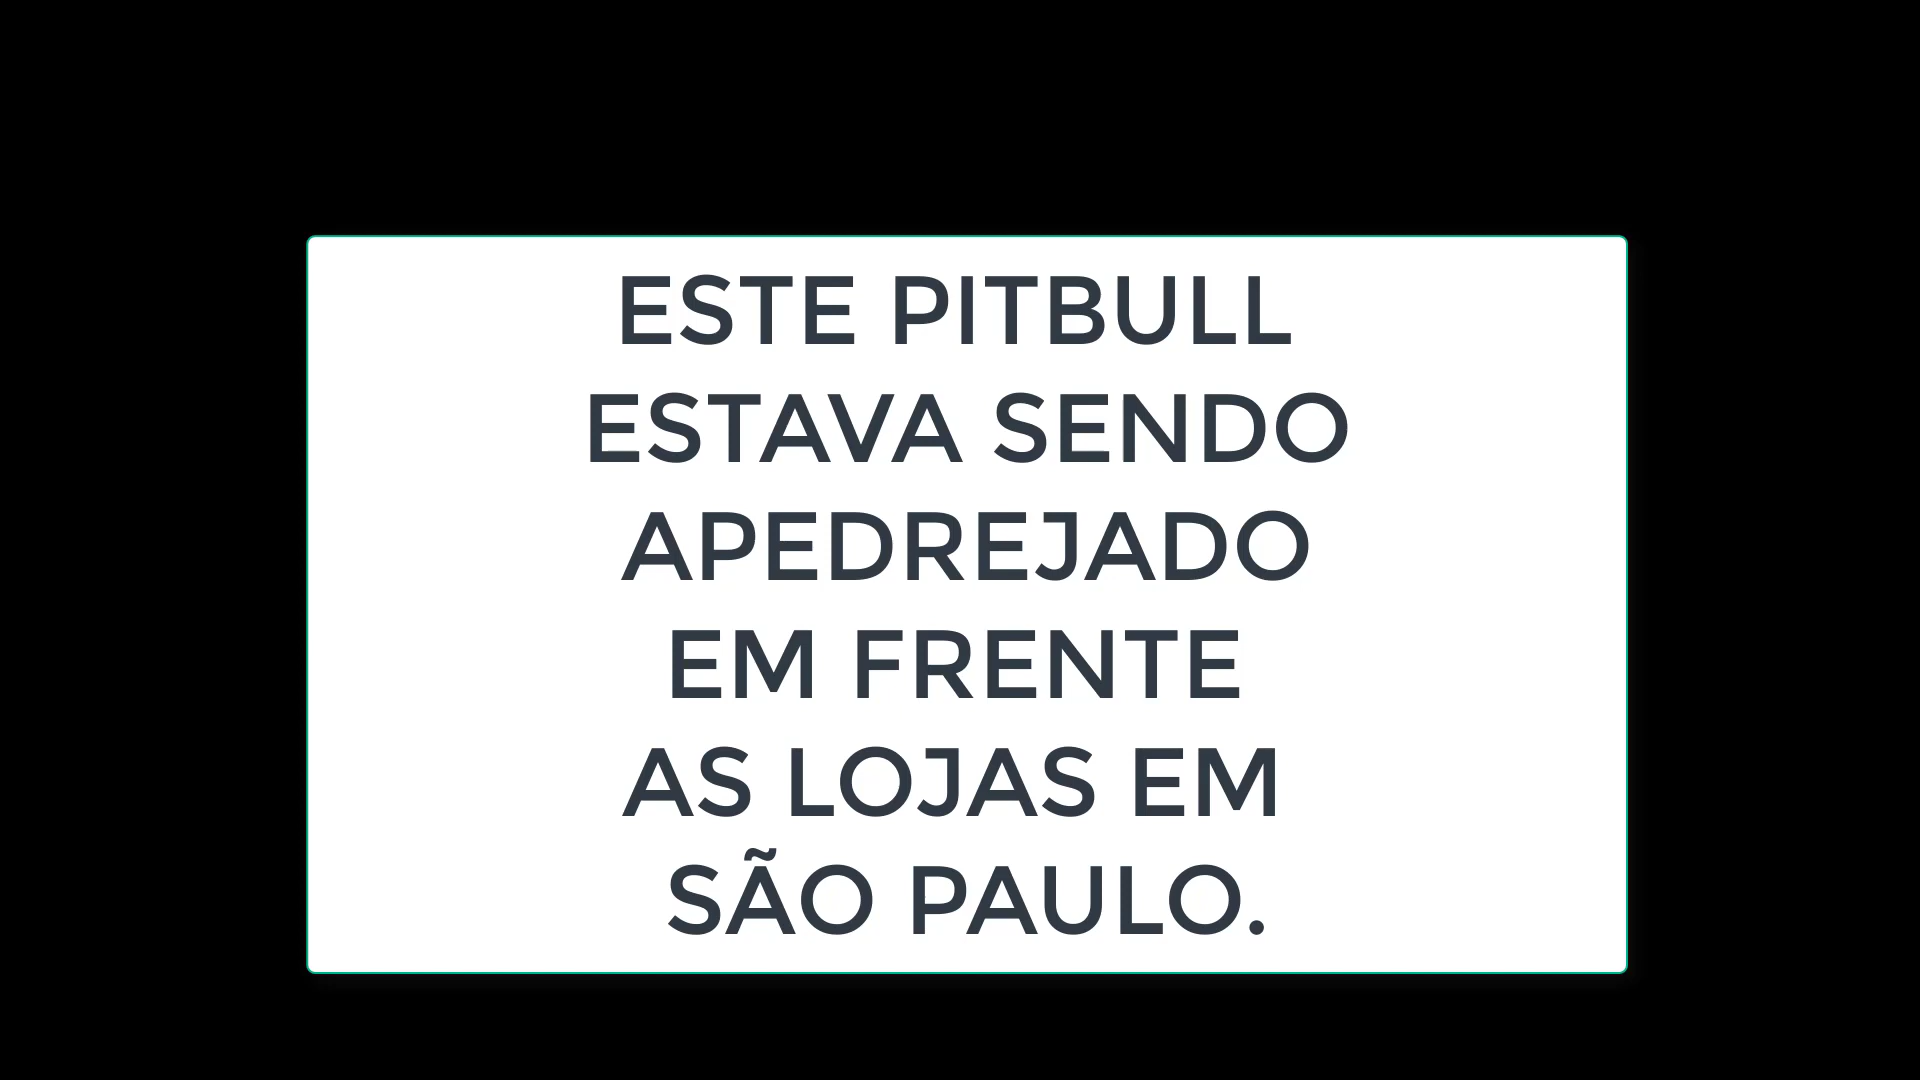 ESTE PITBULL
ESTAVA SENDO
APEDREJADO
EM FRENTE
AS LOJAS EM
SÃO PAULO.